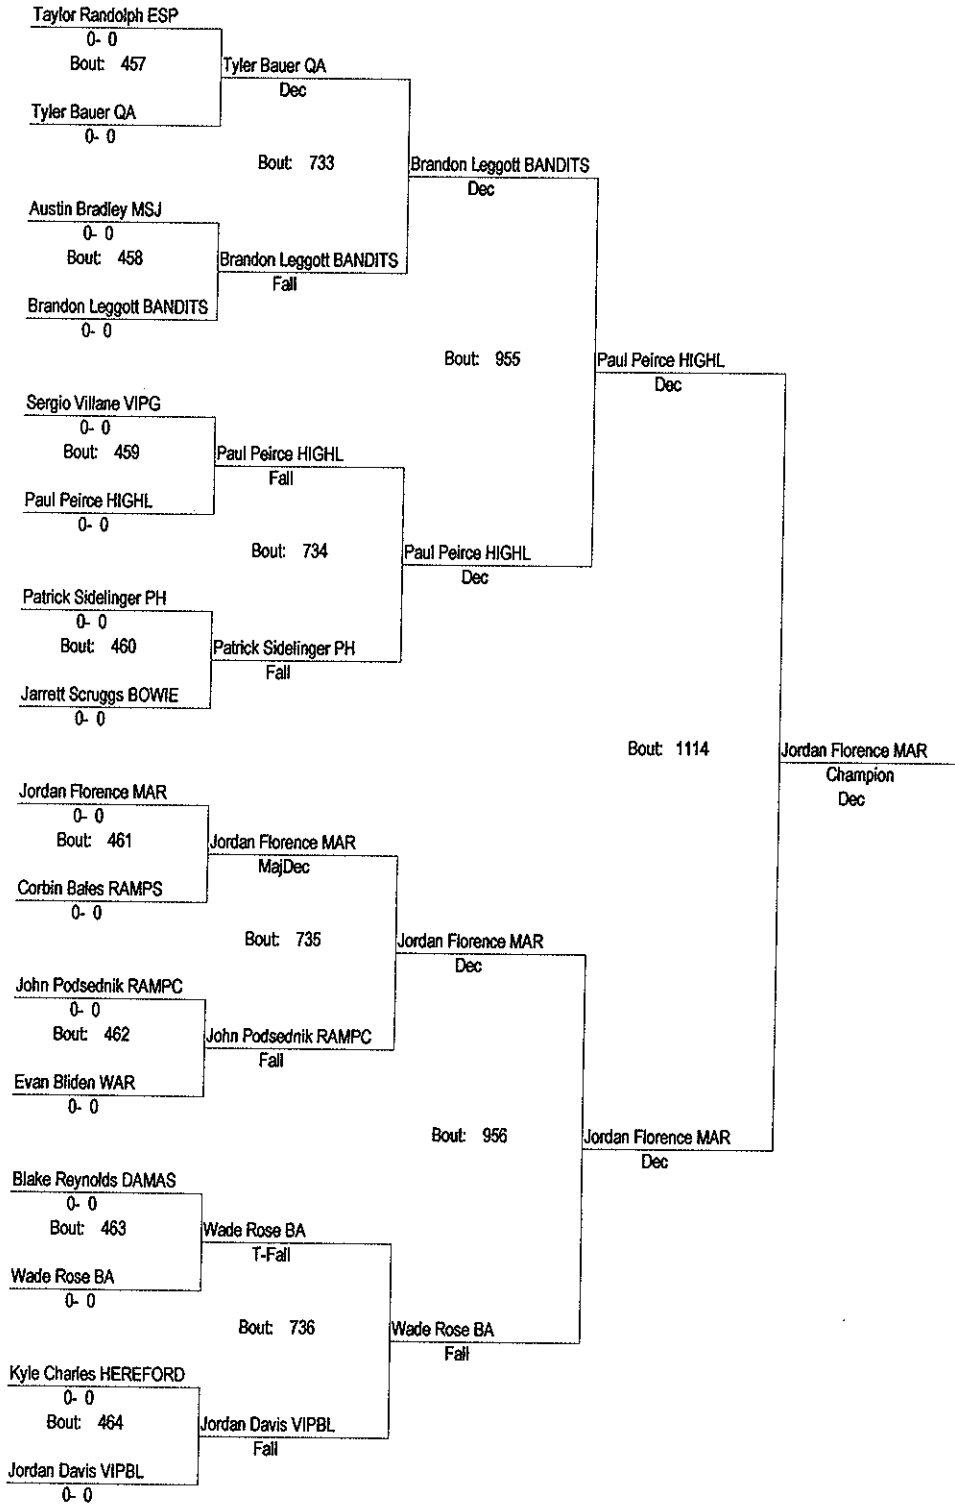 Taylor Randolph ESP
0- 0
Bout: 457
Tyler Bauer QA
Dec
Tyler Bauer QA
0- 0
Bout: 733
Brandon Leggott BANDITS
Dec
Austin Bradley MSJ
0- 0
Bout: 458
Brandon Leggott BANDITS
Fall
Brandon Leggott BANDITS
0- 0
Bout: 955
Paul Peirce HIGHL
Dec
Sergio Villane VIPG
0- 0
Bout: 459
Paul Peirce HIGHL
Fall
Paul Peirce HIGHL
0- 0
Bout: 734
Paul Peirce HIGHL
Dec
Patrick Sidelinger PH
0- 0
Bout: 460
Patrick Sidelinger PH
Fall
Jarrett Scruggs BOWIE
0- 0
Bout: 1114
Jordan Florence MAR
Champion
Dec
Jordan Florence MAR
0- 0
Bout: 461
Jordan Florence MAR
MajDec
Corbin Bates RAMPS
0- 0
Bout: 735
Jordan Florence MAR
Dec
John Podsednik RAMPC
0- 0
Bout: 462
John Podsednik RAMPC
Fall
Evan Bliden WAR
0- 0
Bout: 956
Jordan Florence MAR
Dec
Blake Reynolds DAMAS
0- 0
Bout: 463
Wade Rose BA
T-Fall
Wade Rose BA
0- 0
Bout: 736
Wade Rose BA
Fall
Kyle Charles HEREFORD
0- 0
Bout: 464
Jordan Davis VIPBL
Fall
Jordan Davis VIPBL
0- 0